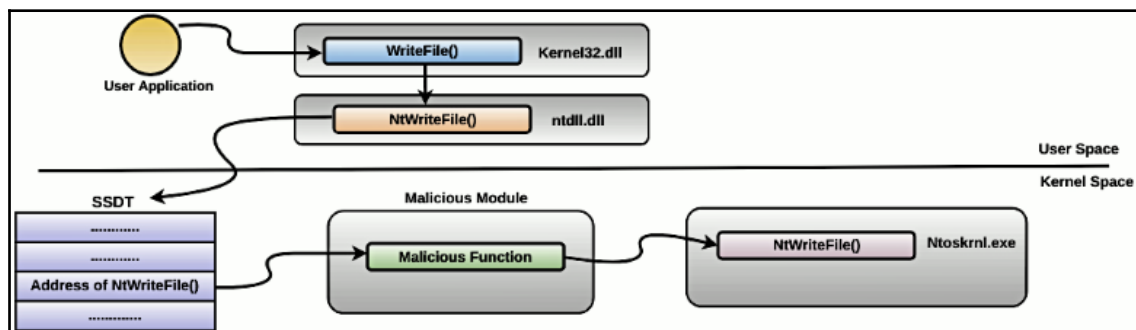 WriteFile()
Kernel32.dll
User Application
NtWriteFile()
ntdll.dll
User Space
Kernel Space
SSDT
Malicious Module
............
............
NtWriteFile()
Ntoskrnl.exe
Malicious Function
Address of NtWriteFile()
.............